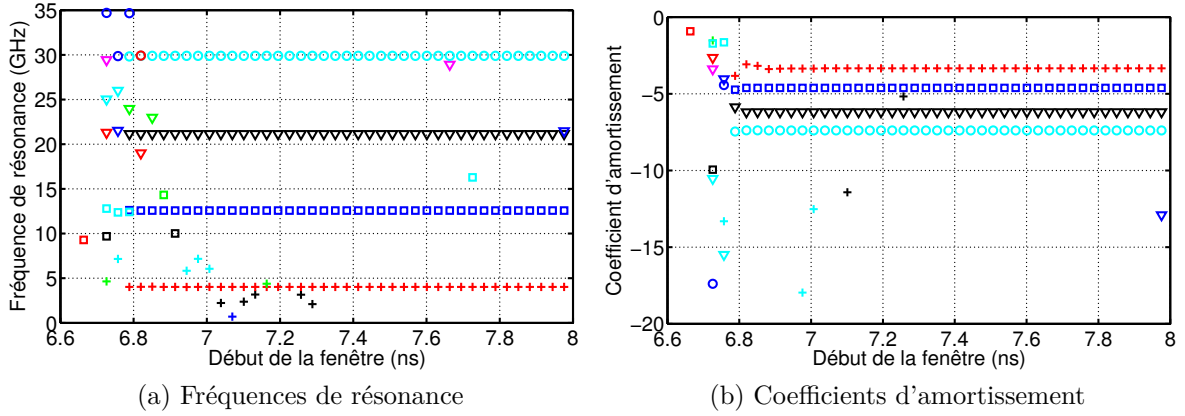 35
30
25
20
15
10
5
0
Fréquence de résonance (GHz)
6.6 6.8 7 7.2 7.4 7.6 7.8 8
Début de la fenêtre (ns)
(a) Fréquences de résonance
0
−5
−10
−15
−20
Coefficient d'amortissement
6.6 6.8 7 7.2 7.4 7.6 7.8 8
Début de la fenêtre (ns)
(b) Coefficients d'amortissement